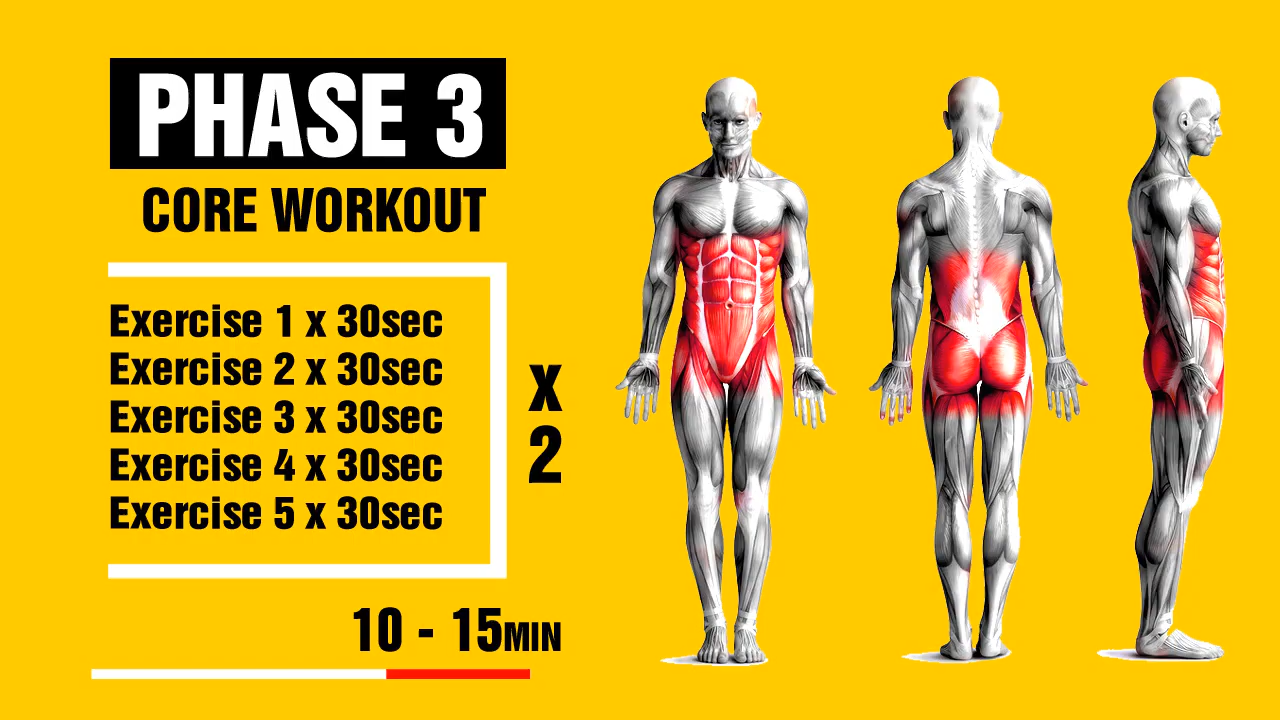 PHASE 3
CORE WORKOUT
Exercise 1 x 30sec
Exercise 2 x 30sec
Exercise 3 x 30sec
Exercise 4 x 30sec
Exercise 5 x 30sec
X
2
10 - 15MIN